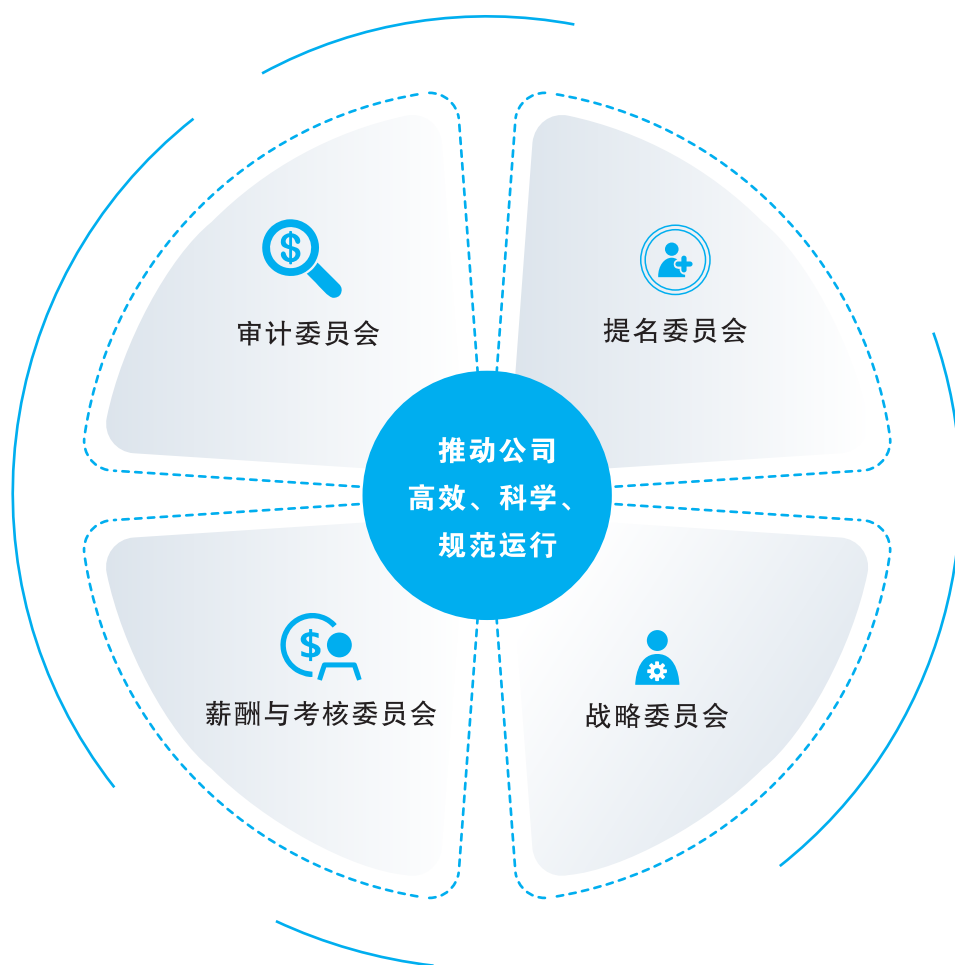 审计委员会
提名委员会
推动公司
高效、科学、
规范运行
薪酬与考核委员会
战略委员会